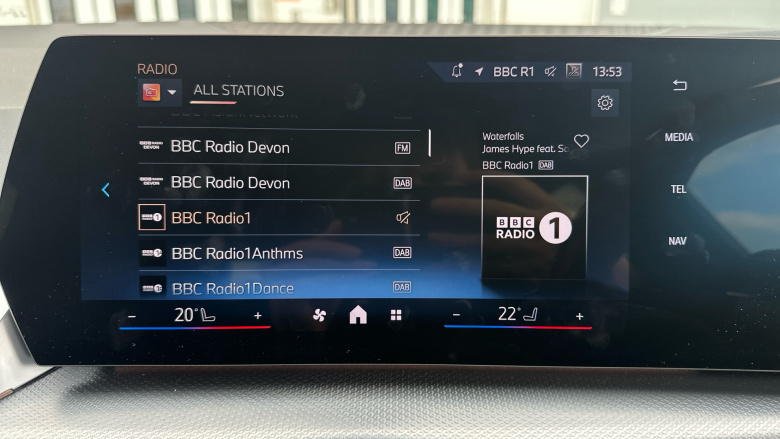 RADIO
BBC R1 13:53
ALL STATIONS
BBC Radio Devon FM
BBC Radio Devon DAB
BBC Radio1
BBC Radio1Anthms DAB
BBC Radio1Dance DAB
Waterfalls
James Hype feat. So
BBC Radio1 DAB
BBC
RADIO 1
MEDIA
TEL
NAV
− 20° +
− 22° +